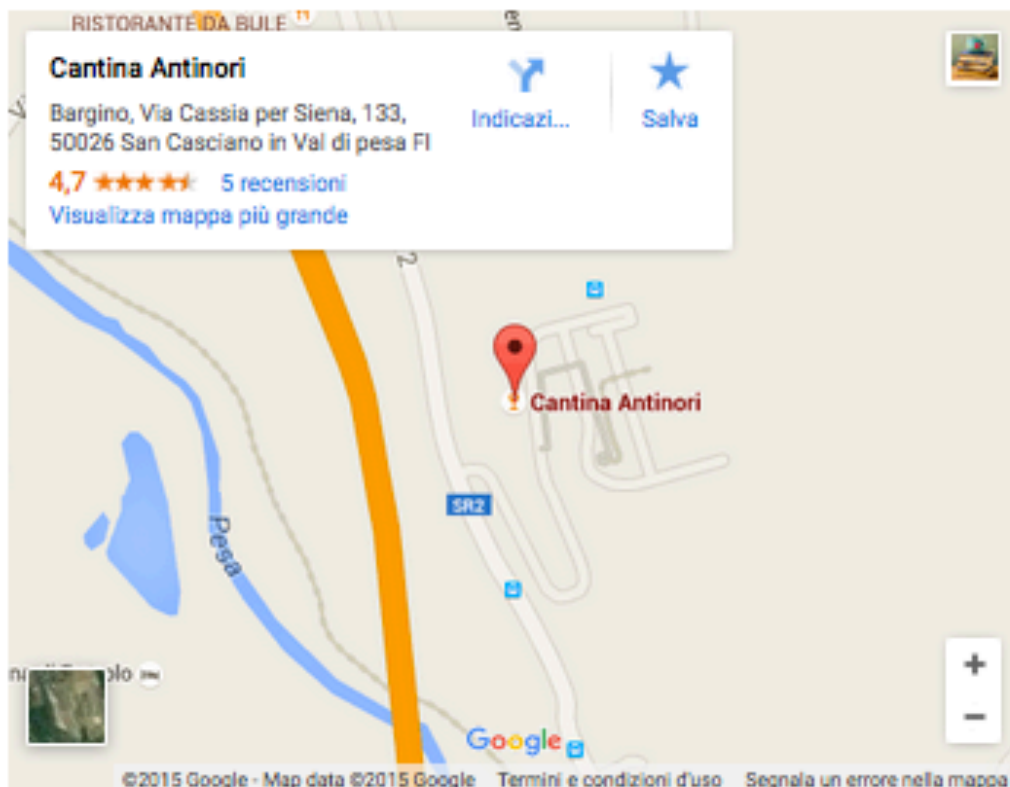 RISTORANTE DA BULE
Cantina Antinori
Bargino, Via Cassia per Siena, 133,
50026 San Casciano in Val di pesa FI
4,7
5 recensioni
Visualizza mappa più grande
Indicazi...
Salva
2
Cantina Antinori
SR2
Pesa
Google
©2015 Google - Map data ©2015 Google
Termini e condizioni d'uso
Segnala un errore nella mappa